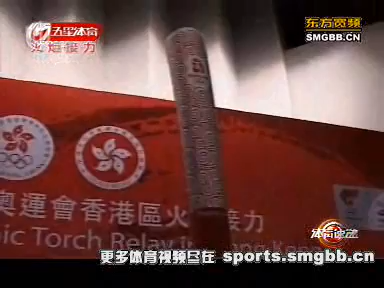 五星体育
火炬接力
东方宽频
SMGBB.CN
奧運會香港區火 接力
ic Torch Relay
体育速递
更多体育视频尽在 sports.smgbb.cn